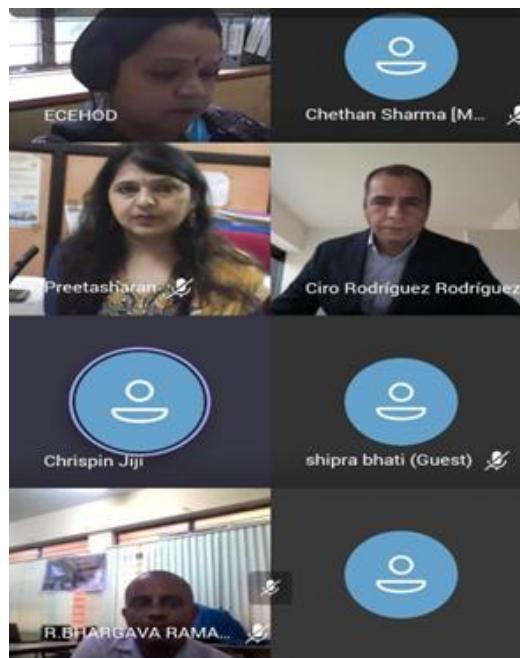 ECEHOD
Chethan Sharma [M...
Preetasharan
Ciro Rodríguez Rodríguez
Chrispin Jiji
shipra bhati (Guest)
R.BHARGAVA RAMA...